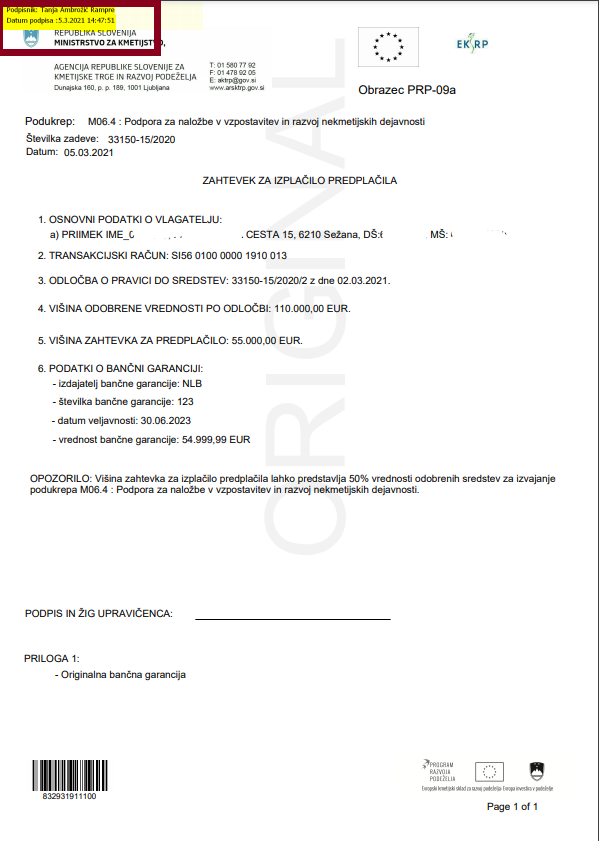 Podpisnik: Tanja Ambrožič Rampre
Datum podpisa :5.3.2021 14:47:51
REPUBLIKA SLOVENIJA
MINISTRSTVO ZA KMETIJSTVO,
AGENCIJA REPUBLIKE SLOVENIJE ZA
KMETIJSKE TRGE IN RAZVOJ PODEŽELJA
Dunajska 160, p. p. 189, 1001 Ljubljana
T: 01 580 77 92
F: 01 478 92 05
E: aktrp@gov.si
www.arsktrp.gov.si
EK RP
Obrazec PRP-09a
Podukrep: M06.4 : Podpora za naložbe v vzpostavitev in razvoj nekmetijskih dejavnosti
Številka zadeve: 33150-15/2020
Datum: 05.03.2021
ZAHTEVEK ZA IZPLAČILO PREDPLAČILA
1. OSNOVNI PODATKI O VLAGATELJU:
a) PRIIMEK IME_ CESTA 15, 6210 Sežana, DŠ: MŠ:
2. TRANSAKCIJSKI RAČUN: SI56 0100 0000 1910 013
3. ODLOČBA O PRAVICI DO SREDSTEV: 33150-15/2020/2 z dne 02.03.2021.
4. VIŠINA ODOBRENE VREDNOSTI PO ODLOČBI: 110.000,00 EUR.
5. VIŠINA ZAHTEVKA ZA PREDPLAČILO: 55.000,00 EUR.
6. PODATKI O BANČNI GARANCIJI:
- izdajatelj bančne garancije: NLB
- številka bančne garancije: 123
- datum veljavnosti: 30.06.2023
- vrednost bančne garancije: 54.999,99 EUR
OPOZORILO: Višina zahtevka za izplačilo predplačila lahko predstavlja 50% vrednosti odobrenih sredstev za izvajanje
podukrepa M06.4 : Podpora za naložbe v vzpostavitev in razvoj nekmetijskih dejavnosti.
ORIGINAL
PODPIS IN ŽIG UPRAVIČENCA:
PRILOGA 1:
- Originalna bančna garancija
832931911100
PROGRAM
RAZVOJA
PODEŽELJA
Evropski kmetijski sklad za razvoj podeželja: Evropa investira v podeželje
Page 1 of 1